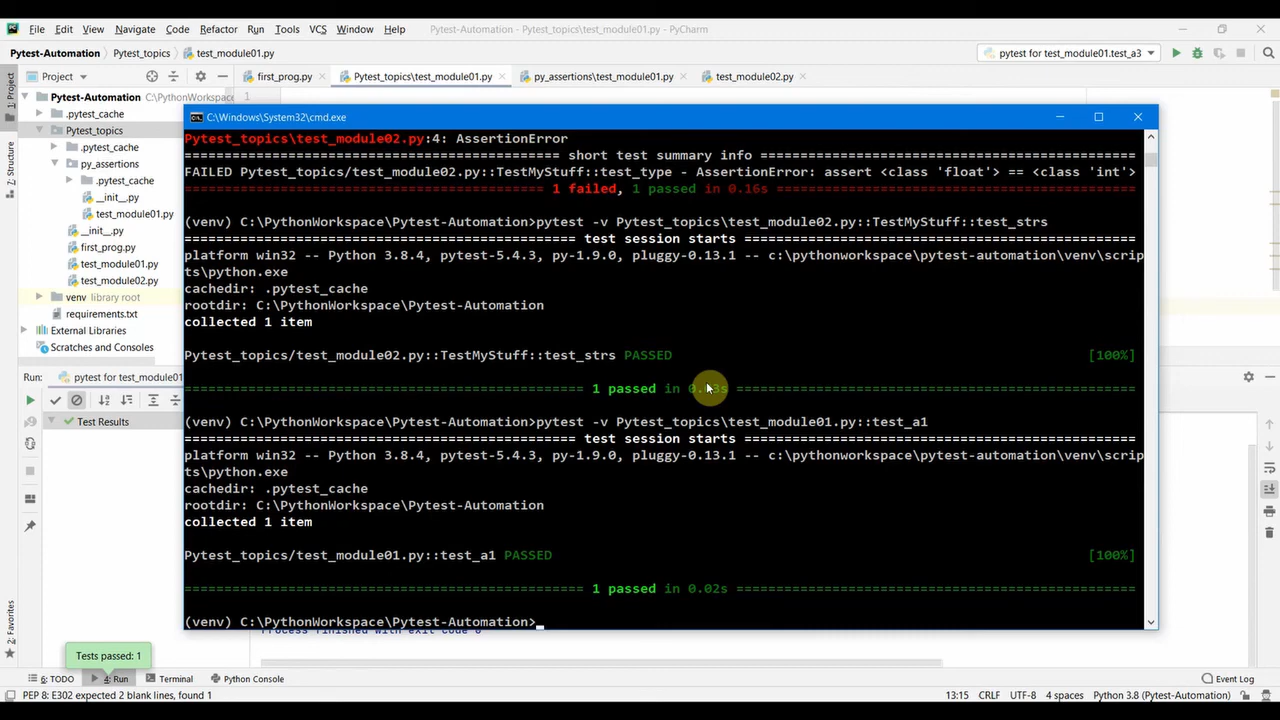 File Edit View Navigate Code Refactor Run Tools VCS Window Help Pytest-Automation - Pytest_topics\test_module01.py - PyCharm
Pytest-Automation Pytest_topics test_module01.py pytest for test_module01.test_a3
1: Project Project first_prog.py Pytest_topics\test_module01.py py_assertions\test_module01.py test_module02.py
Pytest-Automation C:\PythonWorkspace 1
.pytest_cache
Pytest_topics
.pytest_cache
py_assertions
.pytest_cache
__init__.py
test_module01.py
__init__.py
first_prog.py
test_module01.py
test_module02.py
venv library root
requirements.txt
External Libraries
Scratches and Consoles
Z: Structure
C:\Windows\System32\cmd.exe
Pytest_topics\test_module02.py:4: AssertionError
=============================================== short test summary info ===============================================
FAILED Pytest_topics/test_module02.py::TestMyStuff::test_type - AssertionError: assert <class 'float'> == <class 'int'>
============================================= 1 failed, 1 passed in 0.16s =============================================
(venv) C:\PythonWorkspace\Pytest-Automation>pytest -v Pytest_topics\test_module02.py::TestMyStuff::test_strs
================================================= test session starts =================================================
platform win32 -- Python 3.8.4, pytest-5.4.3, py-1.9.0, pluggy-0.13.1 -- c:\pythonworkspace\pytest-automation\venv\scrip
ts\python.exe
cachedir: .pytest_cache
rootdir: C:\PythonWorkspace\Pytest-Automation
collected 1 item
Pytest_topics/test_module02.py::TestMyStuff::test_strs PASSED [100%]
================================================== 1 passed in ==================================================
(venv) C:\PythonWorkspace\Pytest-Automation>pytest -v Pytest_topics\test_module01.py::test_a1
================================================= test session starts =================================================
platform win32 -- Python 3.8.4, pytest-5.4.3, py-1.9.0, pluggy-0.13.1 -- c:\pythonworkspace\pytest-automation\venv\scrip
ts\python.exe
cachedir: .pytest_cache
rootdir: C:\PythonWorkspace\Pytest-Automation
collected 1 item
Pytest_topics/test_module01.py::test_a1 PASSED [100%]
================================================== 1 passed in 0.02s ==================================================
(venv) C:\PythonWorkspace\Pytest-Automation>
Run: pytest for test_module01
Test Results
Process finished with exit code 0
2: Favorites
Tests passed: 1
6: TODO 4: Run Terminal Python Console Event Log
PEP 8: E302 expected 2 blank lines, found 1 13:15 CRLF UTF-8 4 spaces Python 3.8 (Pytest-Automation)